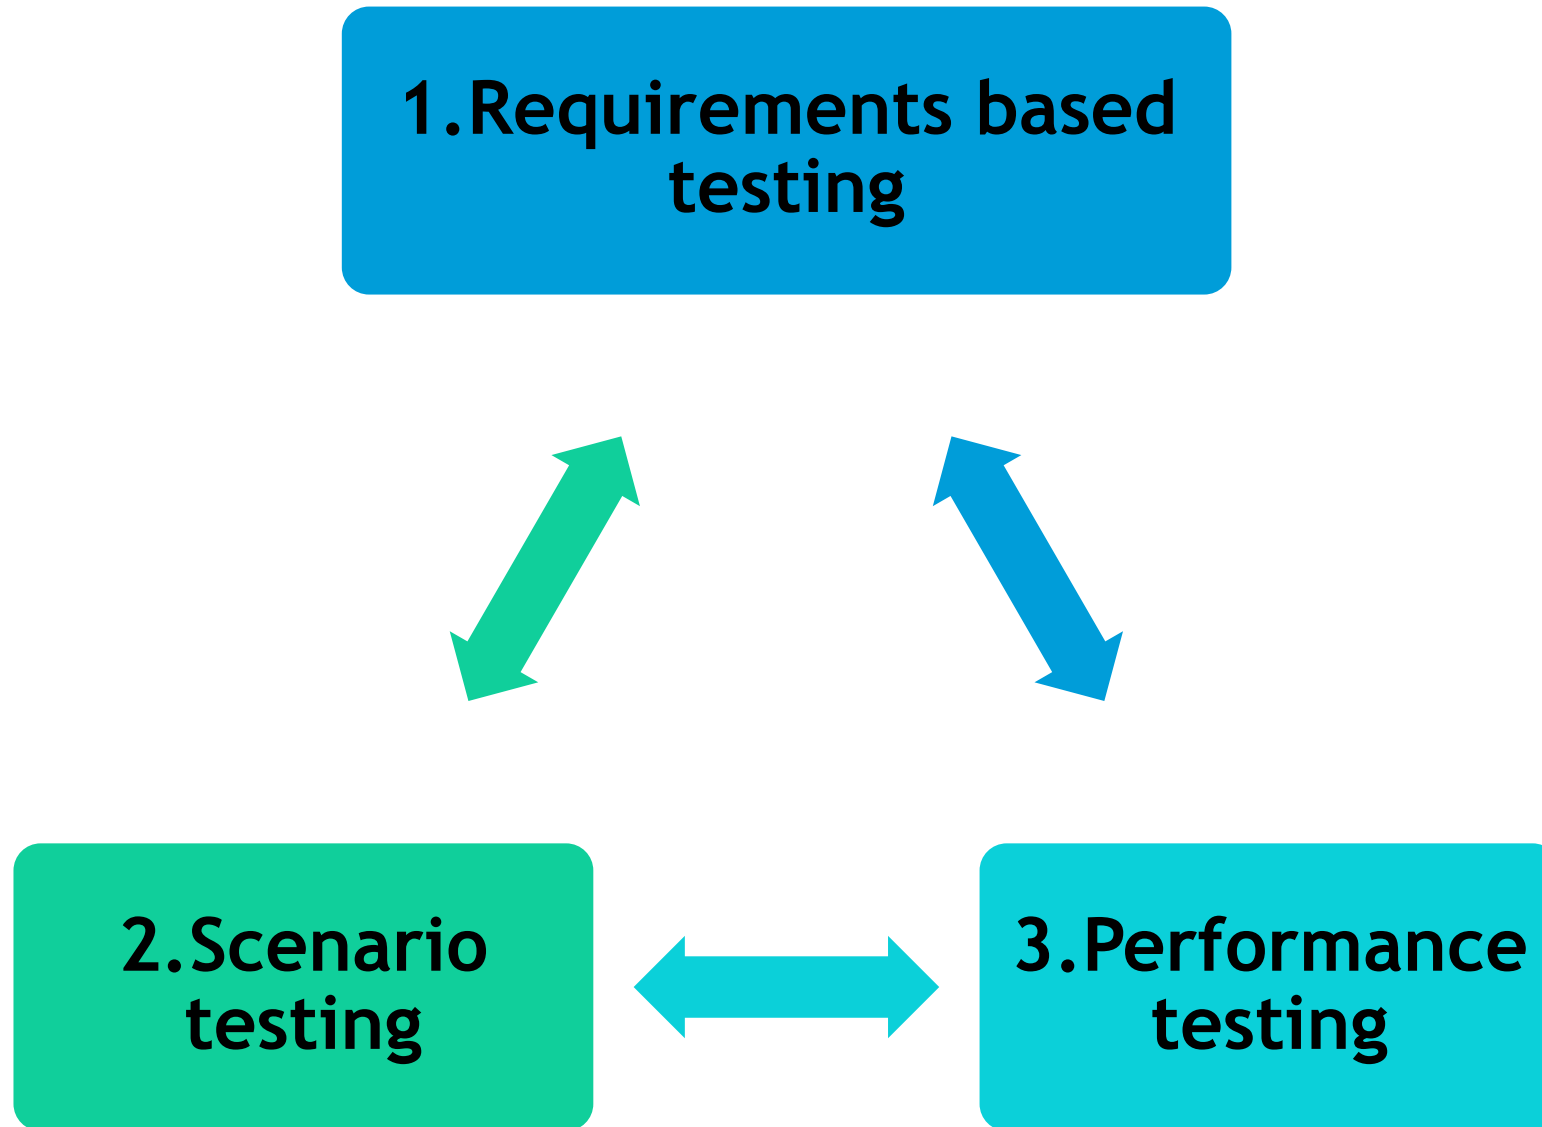 1.Requirements based
testing
2.Scenario
testing
3.Performance
testing